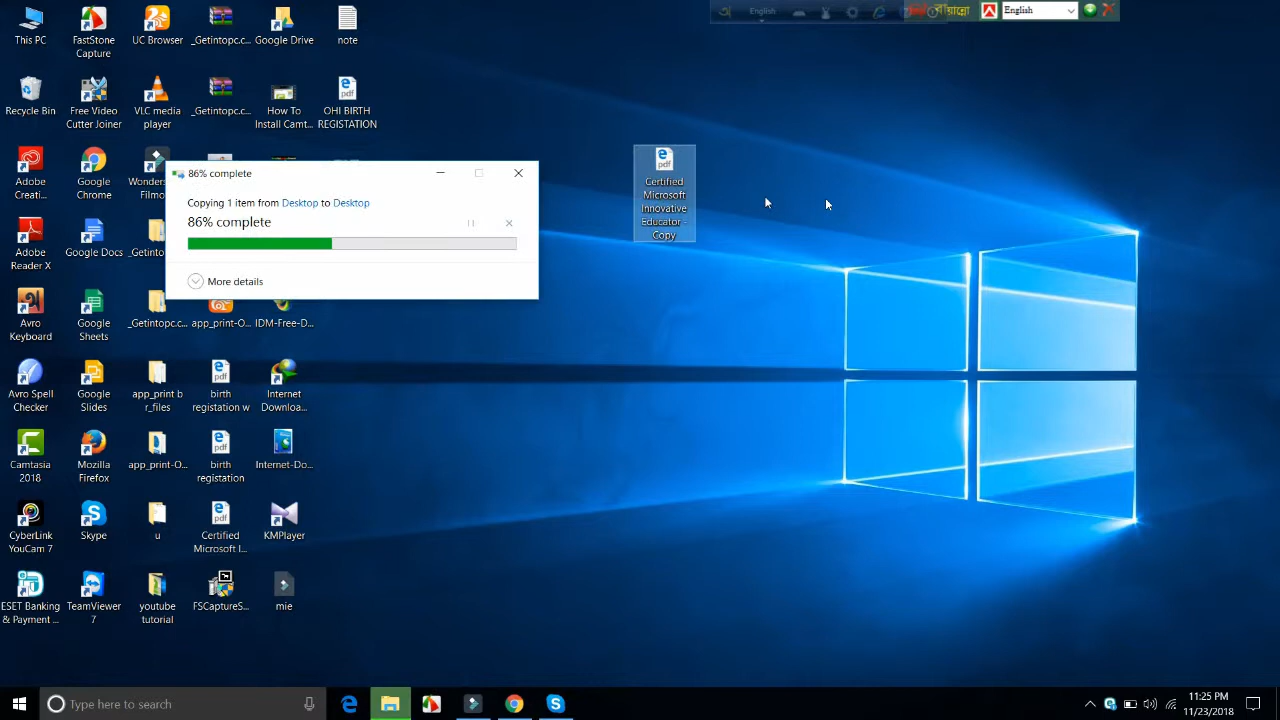 This PC
FastStone
Capture
UC Browser
_Getintopc.c...
Google d...
note
Recycle Bin
Free Video
Cutter Joiner
VLC media
player
_Getintopc.c...
How To
Install Camt...
OHI BIRTH
REGISTATION
Adobe
Creati...
Google
Chrome
Wonders
Filmo
Adobe
Reader X
Google Docs
_Getinto
Avro
Keyboard
Google
Sheets
_Getintopc.c...
app_print-O...
IDM-Free-D...
Avro Spell
Checker
Google
Slides
app_print b
r_files
birth
registation w
Internet
Downloa...
Camtasia
2018
Mozilla
Firefox
app_print-O...
birth
registation
Internet-Do...
CyberLink
YouCam 7
Skype
u
Certified
Microsoft I...
KMPlayer
ESET Banking
& Payment ...
TeamViewer
7
youtube
tutorial
FSCaptureS...
mie
86% complete
Copying 1 item from Desktop to Desktop
86% complete
More details
pdf
Certified
Microsoft
Innovative
Educator -
Copy
English
English
Type here to search
11:25 PM
11/23/2018